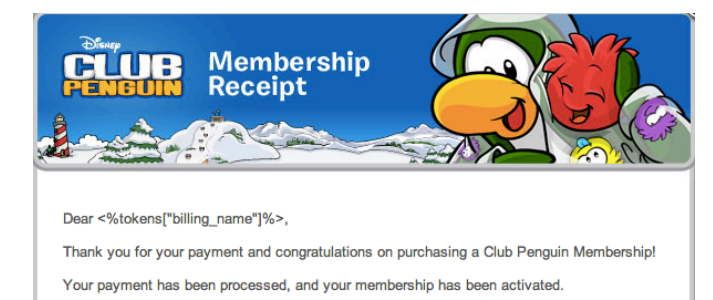 Disney
CLUB
PENGUIN
Membership
Receipt
Dear <%tokens["billing_name"]%>,
Thank you for your payment and congratulations on purchasing a Club Penguin Membership!
Your payment has been processed, and your membership has been activated.